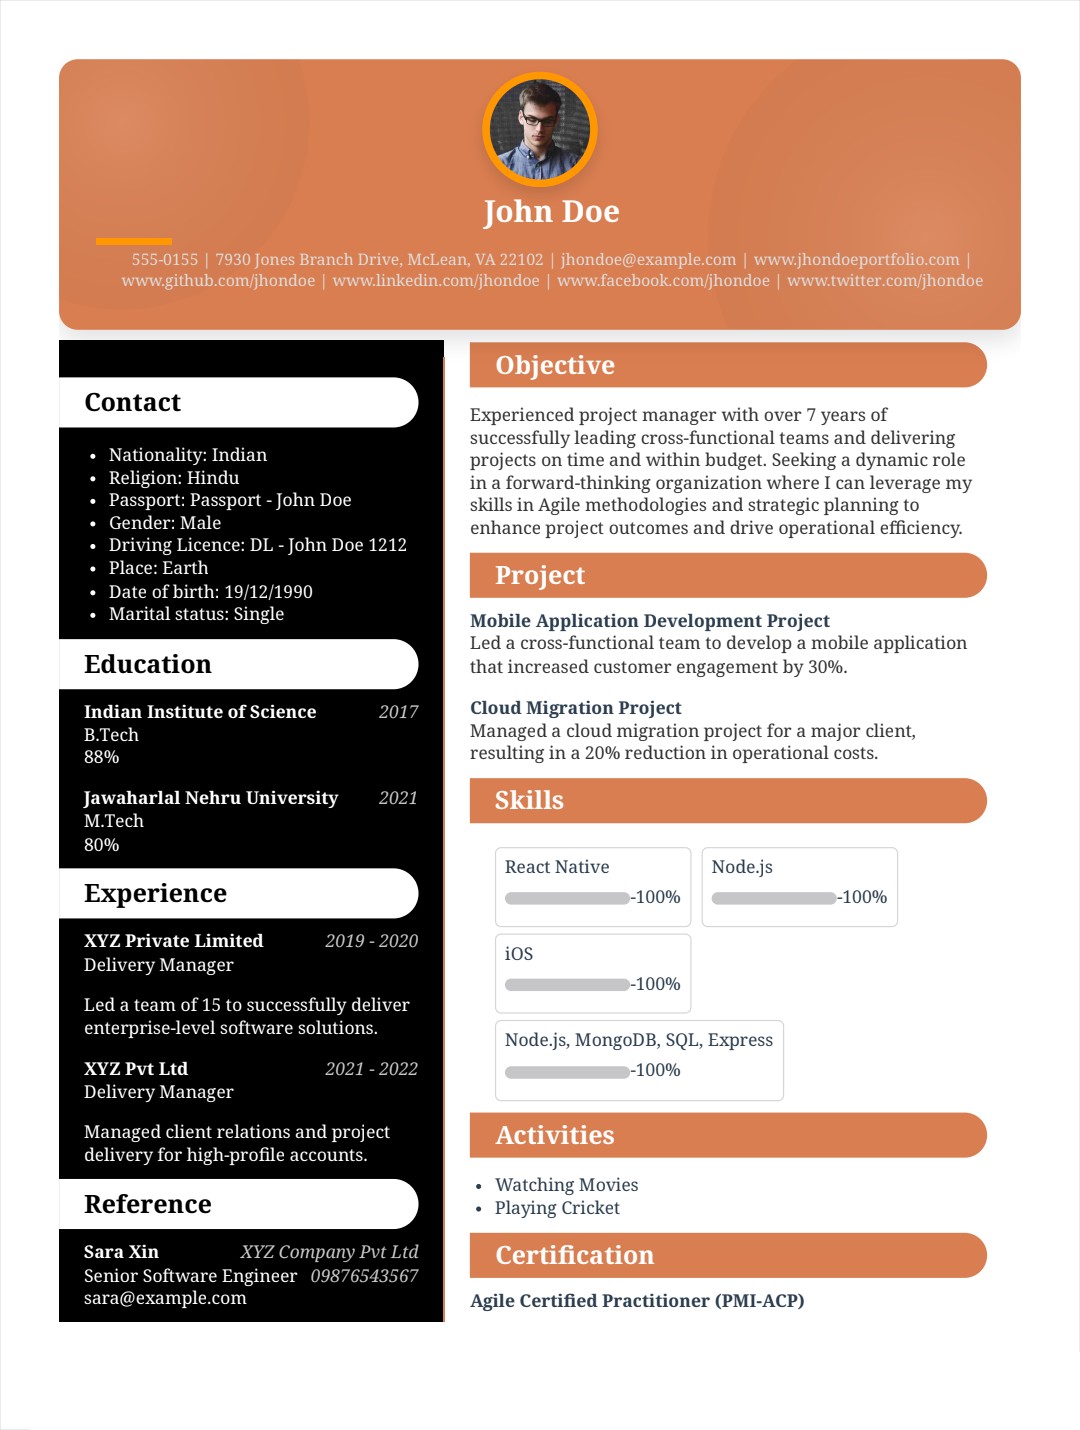 John Doe
555-0155 | 7930 Jones Branch Drive, McLean, VA 22102 | jhondoe@example.com | www.jhondoeportfolio.com |
www.github.com/jhondoe | www.linkedin.com/jhondoe | www.facebook.com/jhondoe | www.twitter.com/jhondoe
Contact
• Nationality: Indian
• Religion: Hindu
• Passport: Passport - John Doe
• Gender: Male
• Driving Licence: DL - John Doe 1212
• Place: Earth
• Date of birth: 19/12/1990
• Marital status: Single
Education
Indian Institute of Science 2017
B.Tech
88%
Jawaharlal Nehru University 2021
M.Tech
80%
Experience
XYZ Private Limited 2019 - 2020
Delivery Manager
Led a team of 15 to successfully deliver
enterprise-level software solutions.
XYZ Pvt Ltd 2021 - 2022
Delivery Manager
Managed client relations and project
delivery for high-profile accounts.
Reference
Sara Xin XYZ Company Pvt Ltd
Senior Software Engineer 09876543567
sara@example.com
Objective
Experienced project manager with over 7 years of
successfully leading cross-functional teams and delivering
projects on time and within budget. Seeking a dynamic role
in a forward-thinking organization where I can leverage my
skills in Agile methodologies and strategic planning to
enhance project outcomes and drive operational efficiency.
Project
Mobile Application Development Project
Led a cross-functional team to develop a mobile application
that increased customer engagement by 30%.
Cloud Migration Project
Managed a cloud migration project for a major client,
resulting in a 20% reduction in operational costs.
Skills
React Native
-100%
Node.js
-100%
iOS
-100%
Node.js, MongoDB, SQL, Express
-100%
Activities
• Watching Movies
• Playing Cricket
Certification
Agile Certified Practitioner (PMI-ACP)